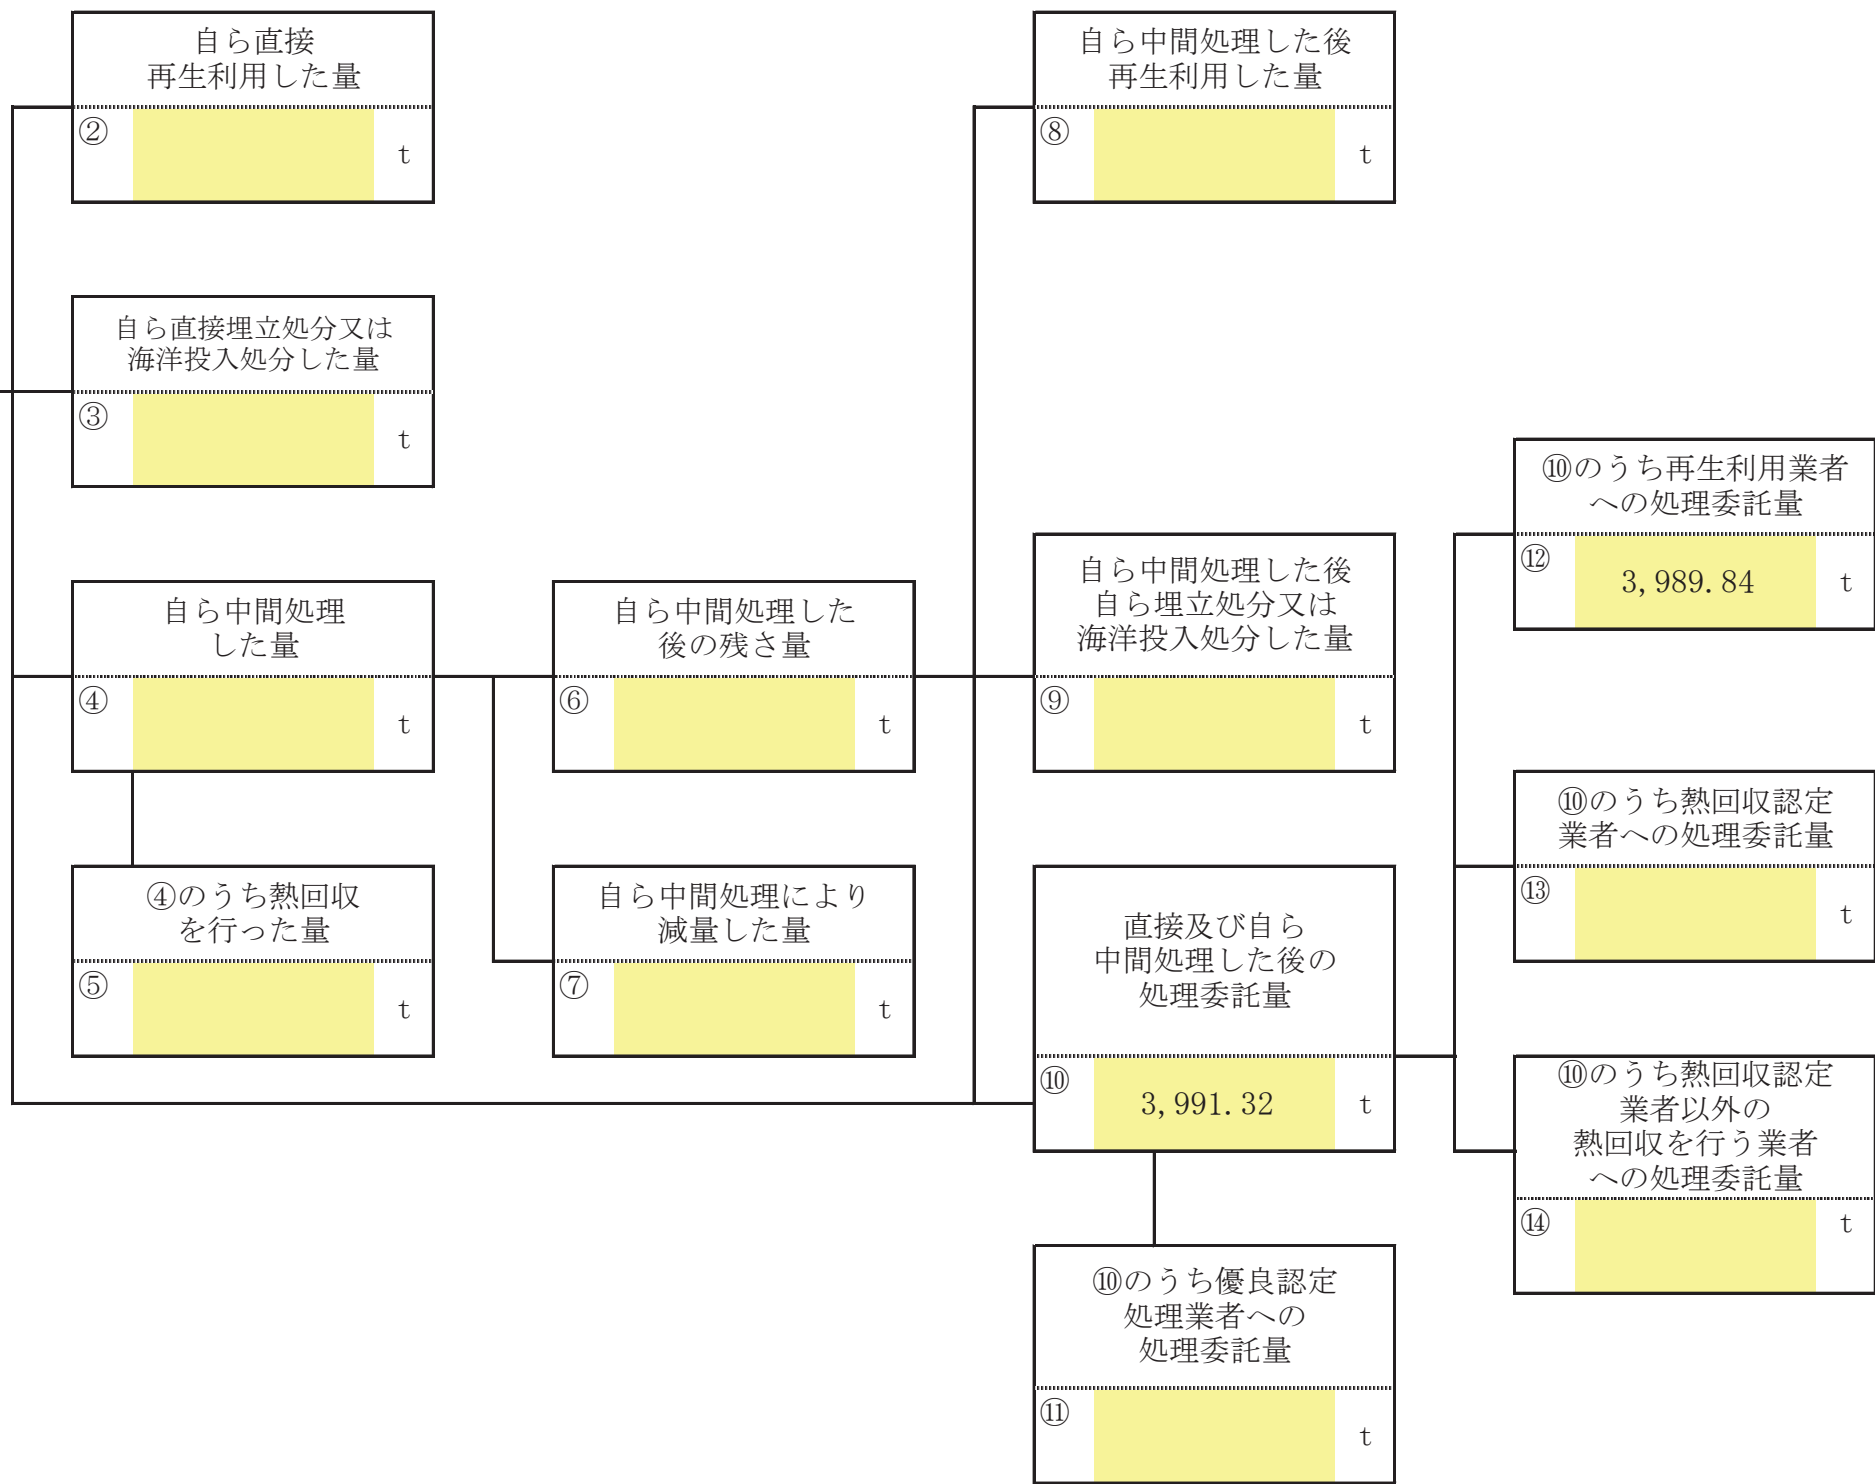 自ら直接
再生利用した量
②
t
自ら中間処理した後
再生利用した量
⑧
t
自ら直接埋立処分又は
海洋投入処分した量
③
t
⑩のうち再生利用業者
への処理委託量
⑫ 3,989.84 t
自ら中間処理
した量
④
t
自ら中間処理した
後の残さ量
⑥
t
自ら中間処理した後
自ら埋立処分又は
海洋投入処分した量
⑨
t
⑩のうち熱回収認定
業者への処理委託量
⑬
t
④のうち熱回収
を行った量
⑤
t
自ら中間処理により
減量した量
⑦
t
直接及び自ら
中間処理した後の
処理委託量
⑩ 3,991.32 t
⑩のうち熱回収認定
業者以外の
熱回収を行う業者
への処理委託量
⑭ t
⑩のうち優良認定
処理業者への
処理委託量
⑪
t